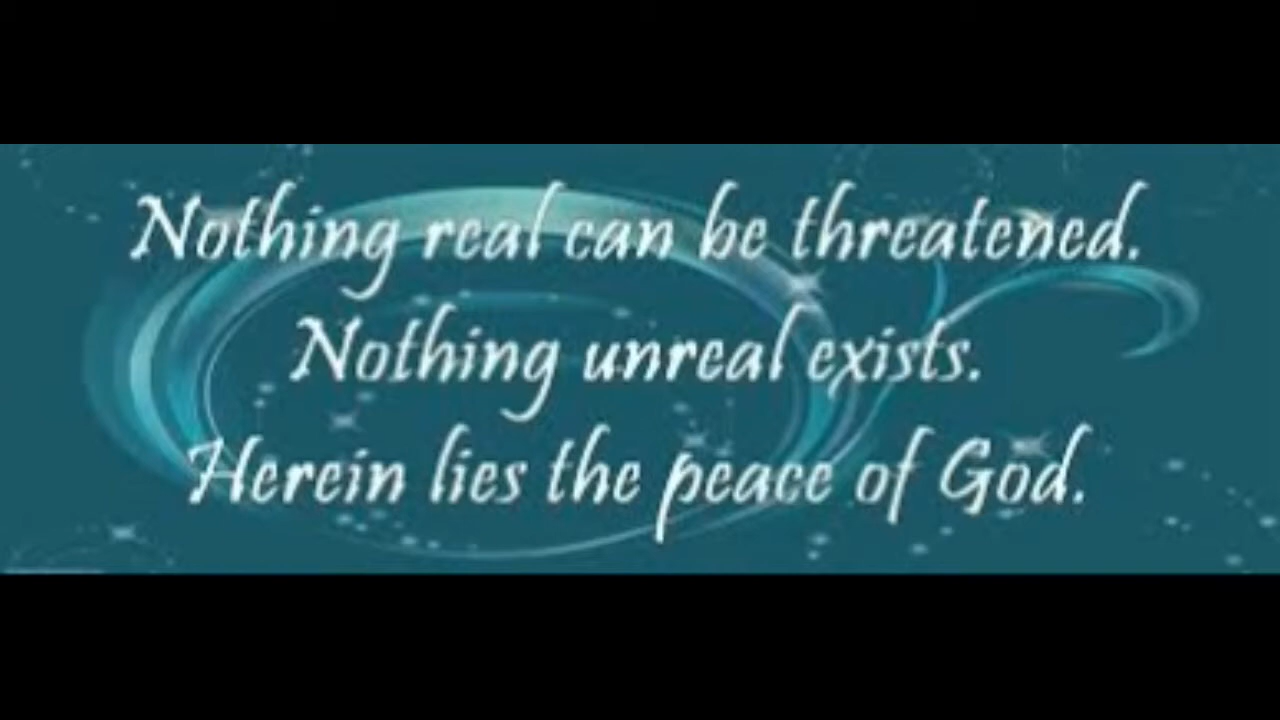 Nothing real can be threatened.
Nothing unreal exists.
Herein lies the peace of God.